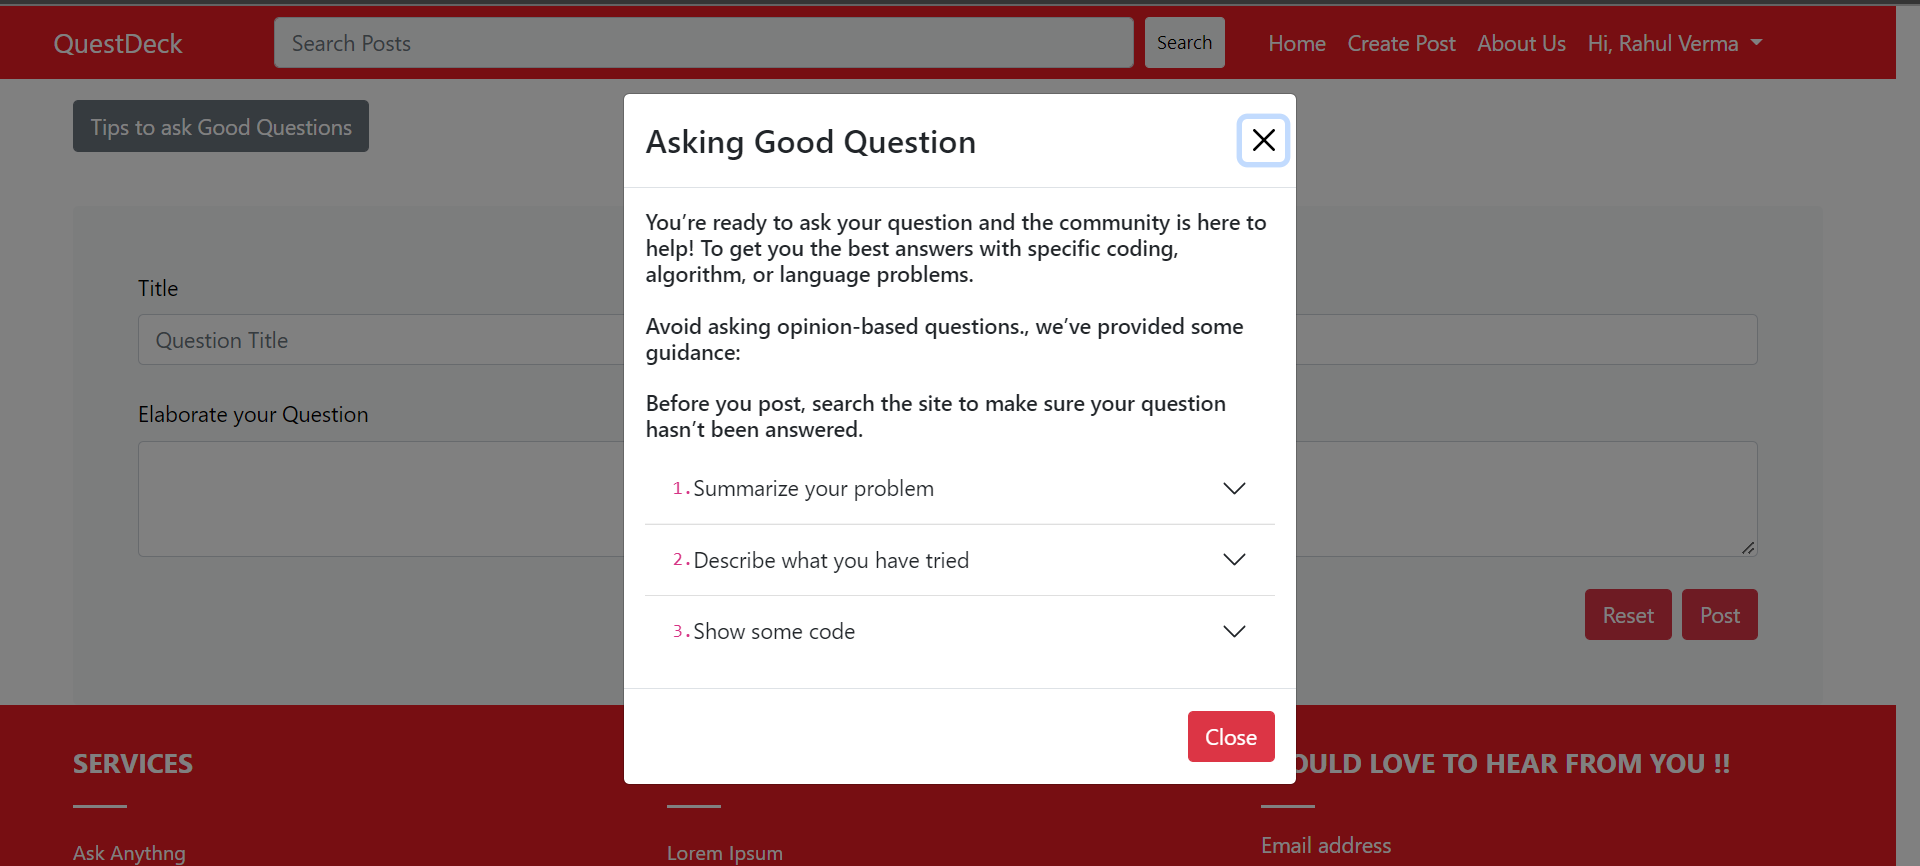 QuestDeck
Search Posts
Search
Home
Create Post
About Us
Hi, Rahul Verma
Tips to ask Good Questions
Asking Good Question
You’re ready to ask your question and the community is here to
help! To get you the best answers with specific coding,
algorithm, or language problems.
Avoid asking opinion-based questions., we’ve provided some
guidance:
Before you post, search the site to make sure your question
hasn’t been answered.
1.Summarize your problem
2.Describe what you have tried
3.Show some code
Close
Title
Question Title
Elaborate your Question
Reset
Post
SERVICES
Ask Anythng
Lorem Ipsum
LOVE TO HEAR FROM YOU !!
Email address